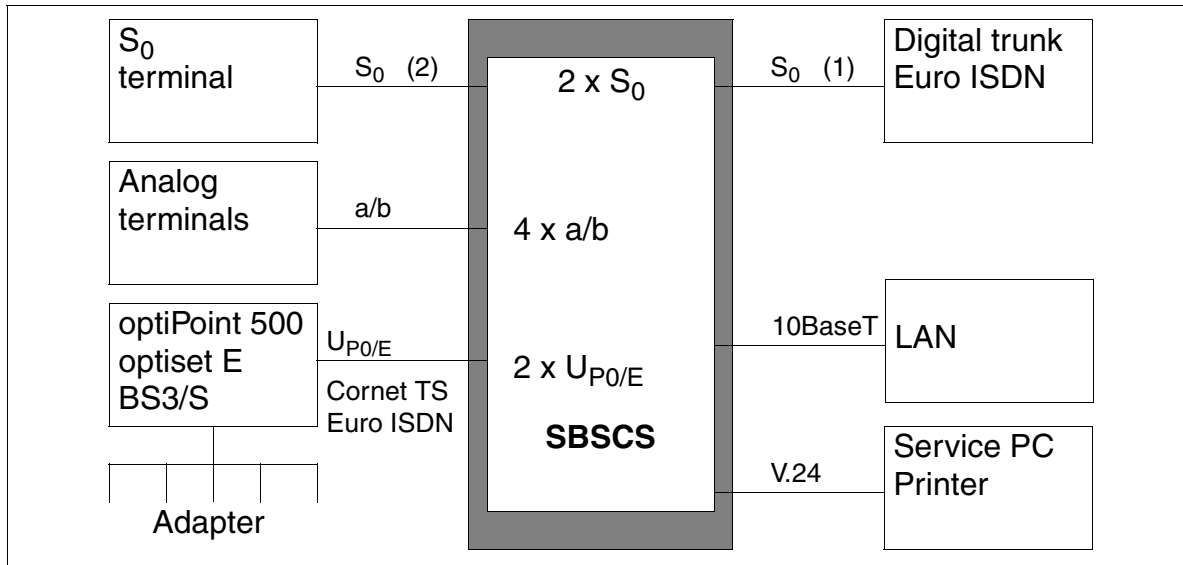 S0
terminal
S0 (2)
2 x S0
S0 (1)
Digital trunk
Euro ISDN
Analog
terminals
a/b
4 x a/b
optiPoint 500
optiset E
BS3/S
UP0/E
Cornet TS
Euro ISDN
2 x UP0/E
SBSCS
10BaseT
LAN
V.24
Service PC
Printer
Adapter